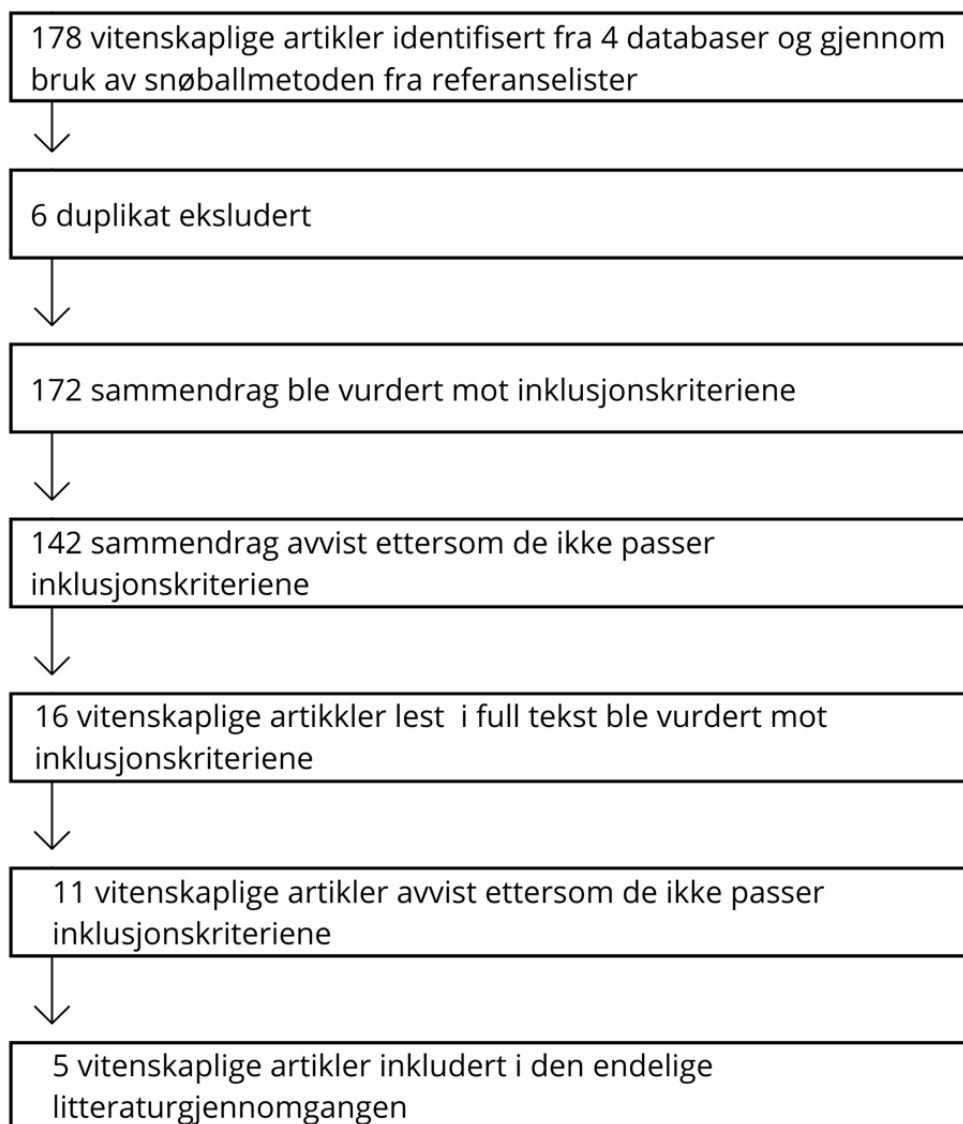 178 vitenskaplige artikler identifisert fra 4 databaser og gjennom
bruk av snøballmetoden fra referanselister
6 duplikat eksludert
172 sammendrag ble vurdert mot inklusjonskriteriene
142 sammendrag avvist ettersom de ikke passer
inklusjonskriteriene
16 vitenskaplige artikkler lest  i full tekst ble vurdert mot
inklusjonskriteriene
11 vitenskaplige artikler avvist ettersom de ikke passer
inklusjonskriteriene
5 vitenskaplige artikler inkludert i den endelige
litteraturgjennomgangen